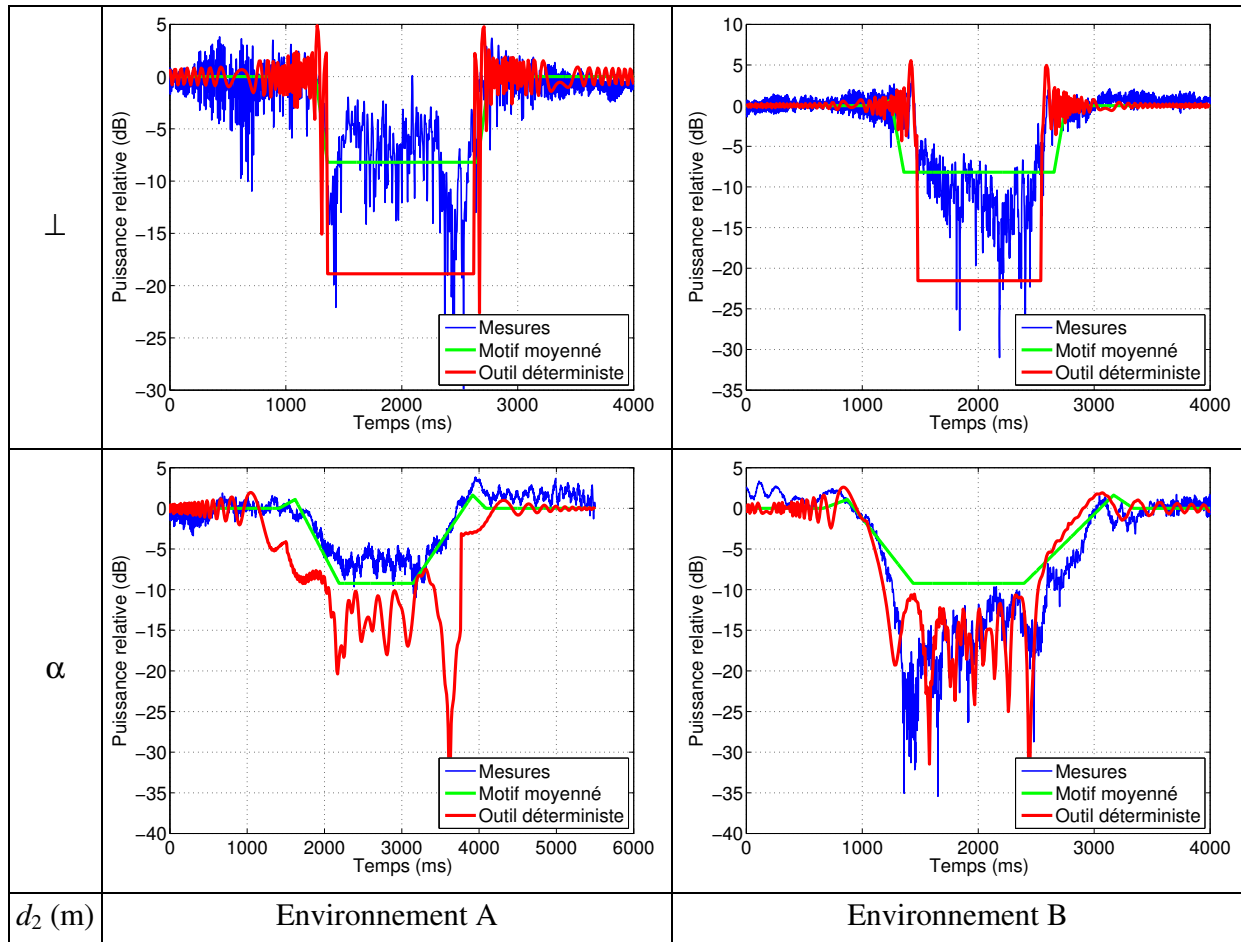 ⊥
Puissance relative (dB)
5
0
−5
−10
−15
−20
−25
−30
0 1000 2000 3000 4000
Temps (ms)
Mesures
Motif moyenné
Outil déterministe
Puissance relative (dB)
10
5
0
−5
−10
−15
−20
−25
−30
−35
0 1000 2000 3000 4000
Temps (ms)
Mesures
Motif moyenné
Outil déterministe
α
Puissance relative (dB)
5
0
−5
−10
−15
−20
−25
−30
−35
−40
0 1000 2000 3000 4000 5000 6000
Temps (ms)
Mesures
Motif moyenné
Outil déterministe
Puissance relative (dB)
5
0
−5
−10
−15
−20
−25
−30
−35
−40
0 1000 2000 3000 4000
Temps (ms)
Mesures
Motif moyenné
Outil déterministe
d₂ (m) Environnement A Environnement B